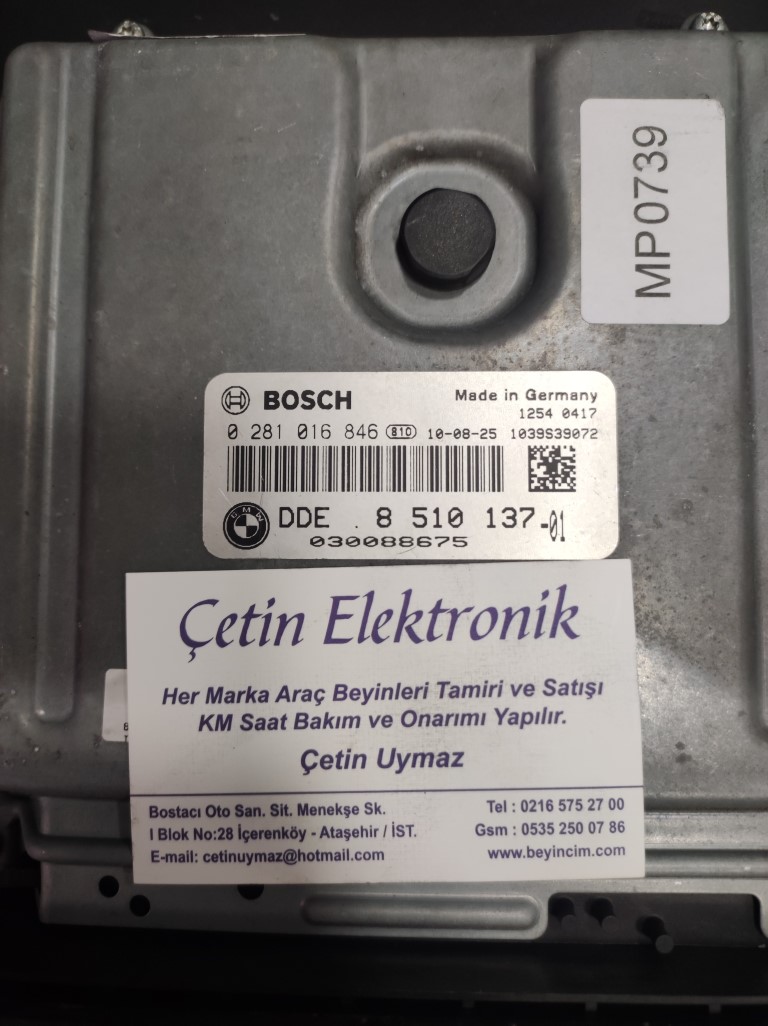 MP0739
BOSCH
Made in Germany
1254 0417
0 281 016 846 810 10-08-25 1039S39072
BMW
DDE 8 510 137-01
030088675
Çetin Elektronik
Her Marka Araç Beyinleri Tamiri ve Satışı
KM Saat Bakım ve Onarımı Yapılır.
Çetin Uymaz
Bostacı Oto San. Sit. Menekşe Sk.
I Blok No:28 İçerenköy - Ataşehir / İST.
E-mail: cetinuymaz@hotmail.com
Tel : 0216 575 27 00
Gsm : 0535 250 07 86
www.beyincim.com